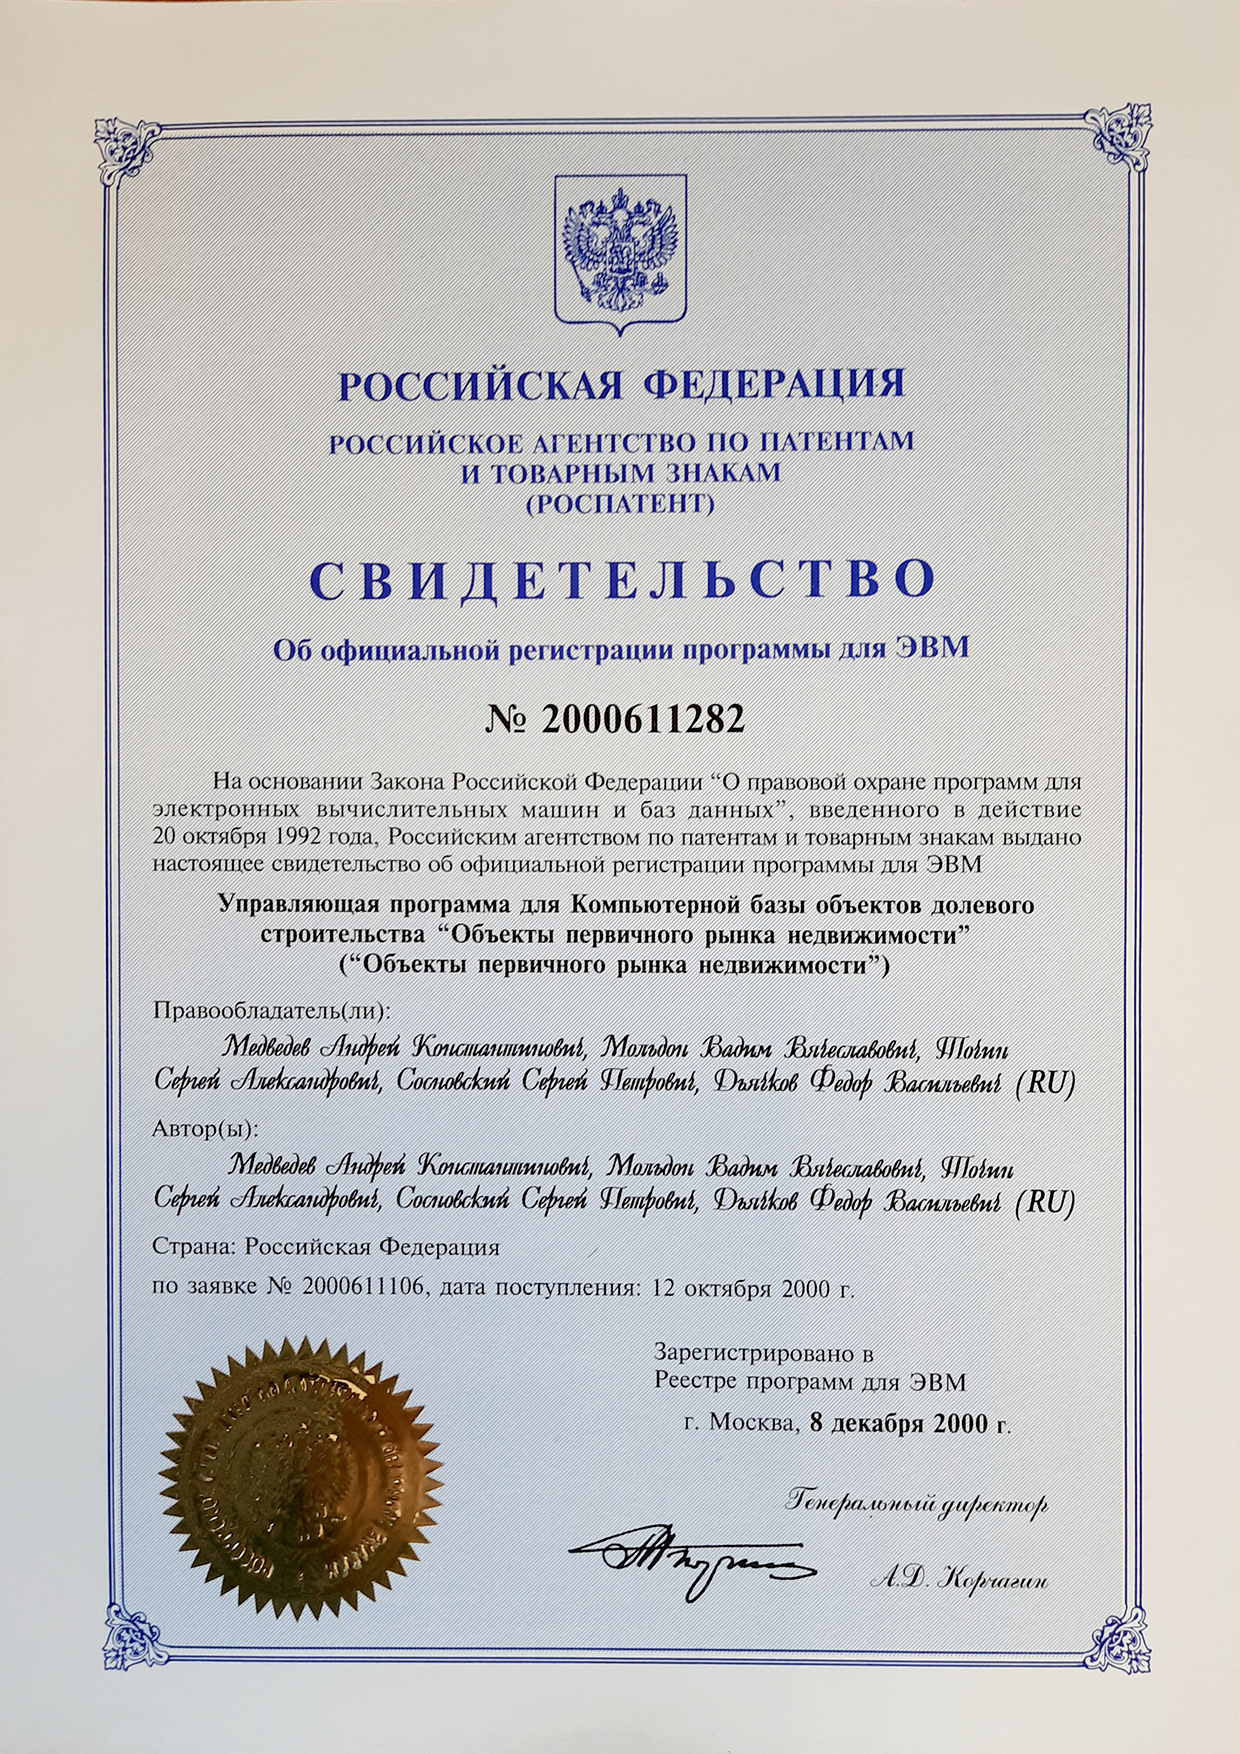 РОССИЙСКАЯ ФЕДЕРАЦИЯ
РОССИЙСКОЕ АГЕНТСТВО ПО ПАТЕНТАМ
И ТОВАРНЫМ ЗНАКАМ
(РОСПАТЕНТ)
СВИДЕТЕЛЬСТВО
Об официальной регистрации программы для ЭВМ
№ 2000611282
На основании Закона Российской Федерации “О правовой охране программ для
электронных вычислительных машин и баз данных”, введенного в действие
20 октября 1992 года, Российским агентством по патентам и товарным знакам выдано
настоящее свидетельство об официальной регистрации программы для ЭВМ
Управляющая программа для Компьютерной базы объектов долевого
строительства “Объекты первичного рынка недвижимости”
(“Объекты первичного рынка недвижимости”)
Правообладатель(ли):
Медведев Андрей Константинович, Мольдон Вадим Вячеславович, Точин
Сергей Александрович, Сосновский Сергей Петрович, Дьячков Федор Васильевич (RU)
Автор(ы):
Медведев Андрей Константинович, Мольдон Вадим Вячеславович, Точин
Сергей Александрович, Сосновский Сергей Петрович, Дьячков Федор Васильевич (RU)
Страна: Российская Федерация
по заявке № 2000611106, дата поступления: 12 октября 2000 г.
Зарегистрировано в
Реестре программ для ЭВМ
г. Москва, 8 декабря 2000 г.
Генеральный директор
А.Д. Корчагин